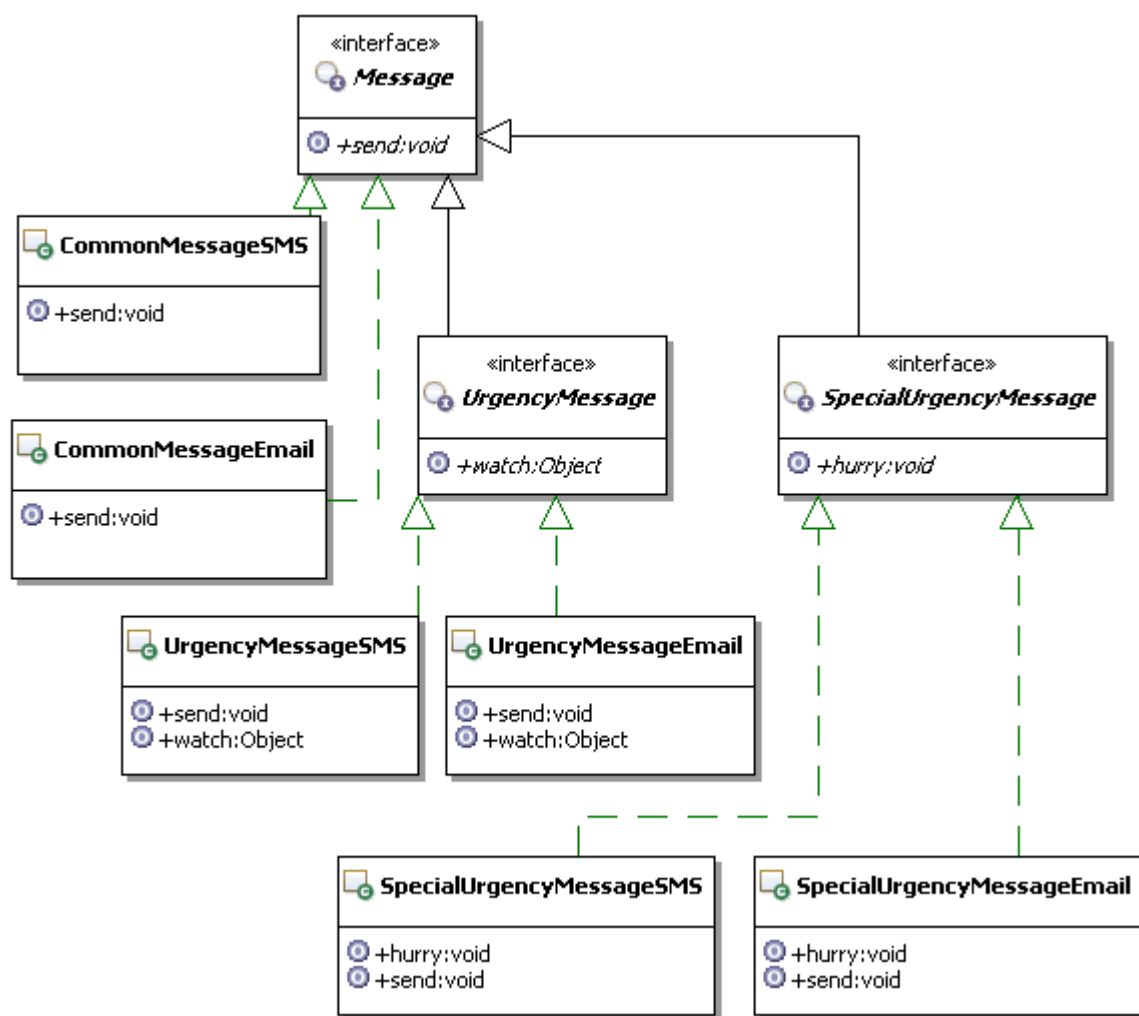 «interface»
Message
+send:void
CommonMessageSMS
+send:void
«interface»
UrgencyMessage
+watch:Object
«interface»
SpecialUrgencyMessage
+hurry:void
CommonMessageEmail
+send:void
UrgencyMessageSMS
+send:void
+watch:Object
UrgencyMessageEmail
+send:void
+watch:Object
SpecialUrgencyMessageSMS
+hurry:void
+send:void
SpecialUrgencyMessageEmail
+hurry:void
+send:void